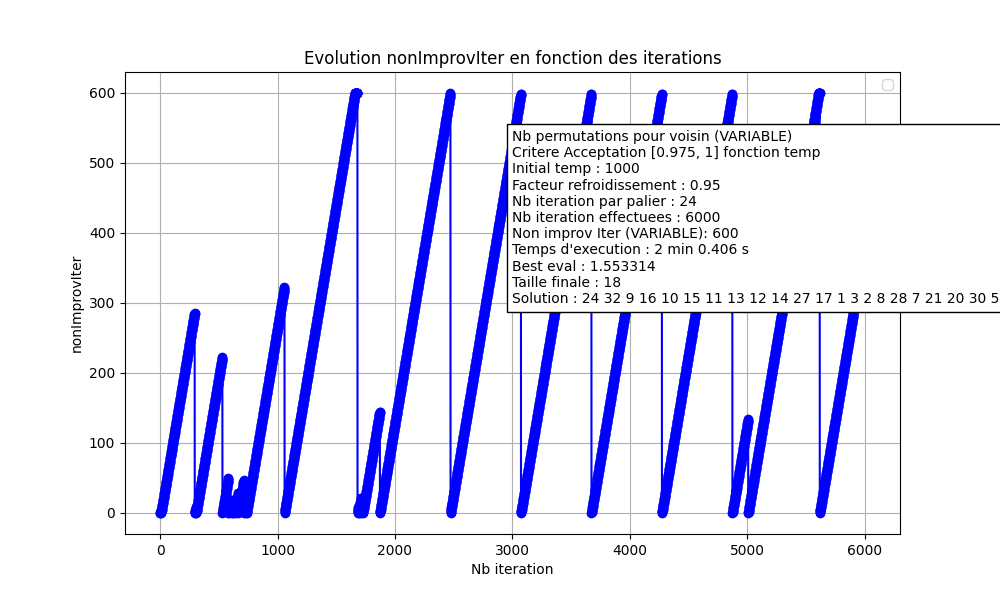 Evolution nonImprovIter en fonction des iterations
nonImprovIter
600
500
400
300
200
100
0
Nb permutations pour voisin (VARIABLE)
Critere Acceptation [0.975, 1] fonction temp
Initial temp : 1000
Facteur refroidissement : 0.95
Nb iteration par palier : 24
Nb iteration effectuees : 6000
Non improv Iter (VARIABLE): 600
Temps d'execution : 2 min 0.406 s
Best eval : 1.553314
Taille finale : 18
Solution : 24 32 9 16 10 15 11 13 12 14 27 17 1 3 2 8 28 7 21 20 30 5
0 1000 2000 3000 4000 5000 6000
Nb iteration